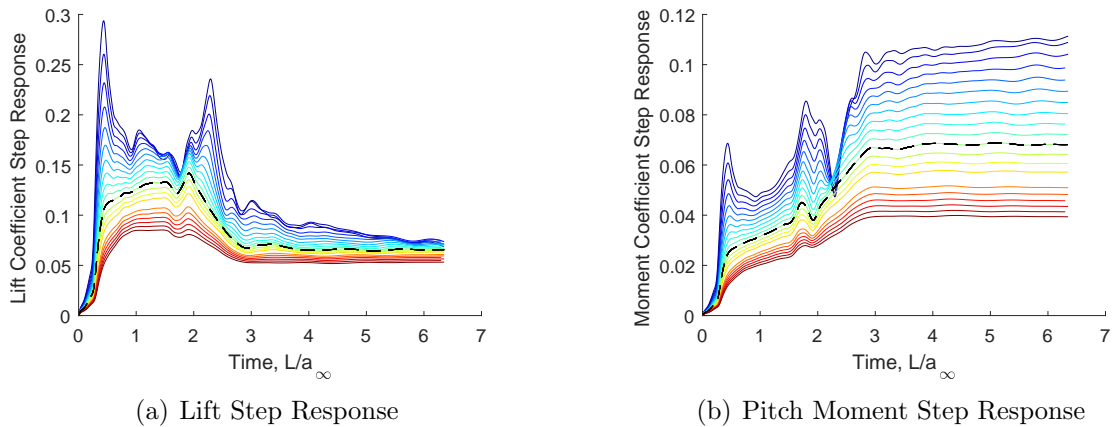 Lift Coefficient Step Response
0.3
0.25
0.2
0.15
0.1
0.05
0
0 1 2 3 4 5 6 7
Time, L/a∞
(a) Lift Step Response
Moment Coefficient Step Response
0.12
0.1
0.08
0.06
0.04
0.02
0
0 1 2 3 4 5 6 7
Time, L/a∞
(b) Pitch Moment Step Response